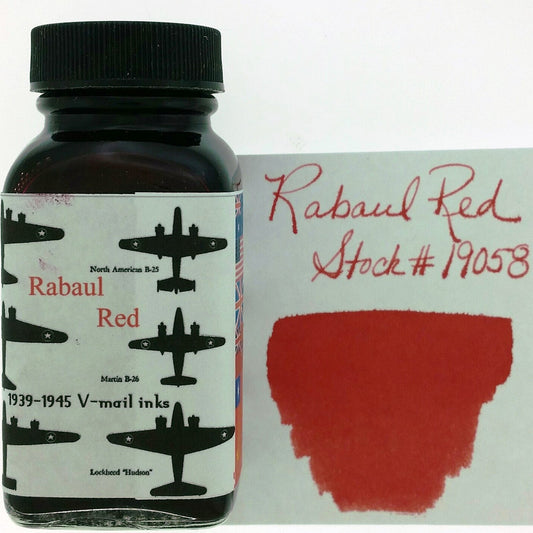 North American B-25
Rabaul
Red
Martin B-26
1939-1945 V-mail inks
Lockheed "Hudson"
Rabaul Red
Stock# 19058